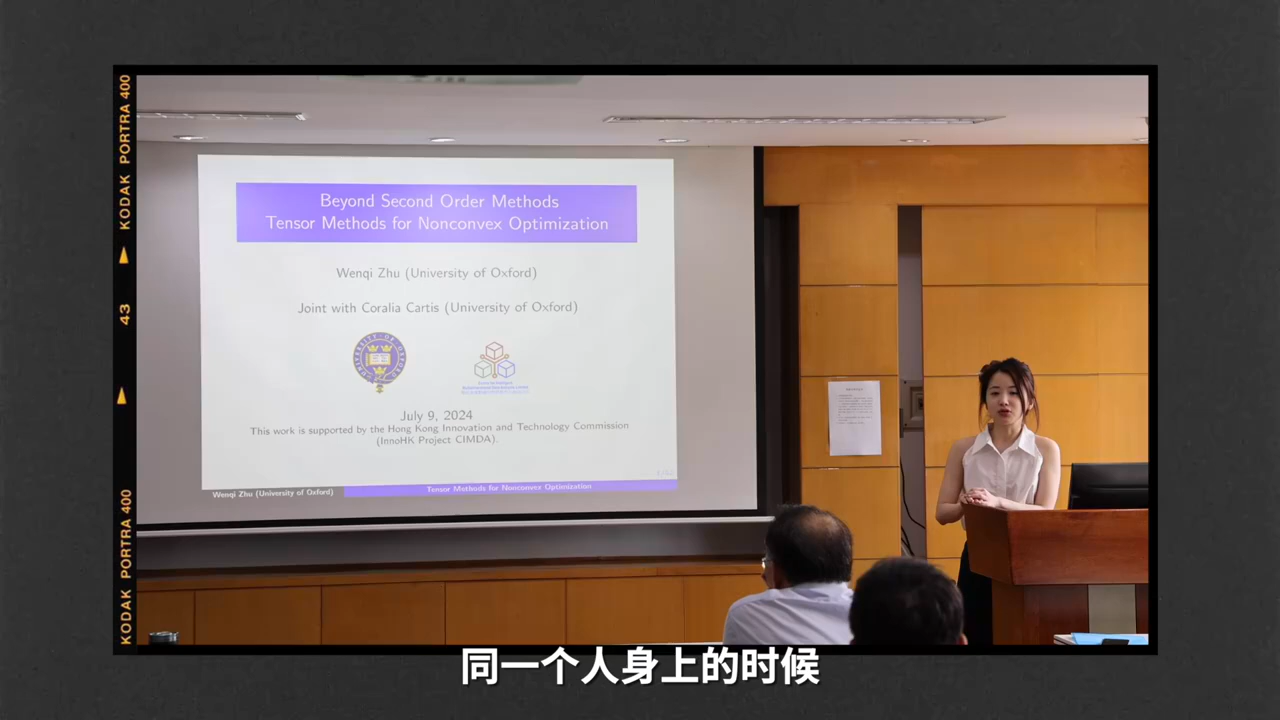 KODAK PORTRA 400
43
KODAK PORTRA 400
Beyond Second Order Methods
Tensor Methods for Nonconvex Optimization
Wenqi Zhu (University of Oxford)
Joint with Coralia Cartis (University of Oxford)
July 9, 2024
This work is supported by the Hong Kong Innovation and Technology Commission
(InnoHK Project CIMDA).
Wenqi Zhu (University of Oxford)
Tensor Methods for Nonconvex Optimization
同一个人身上的时候